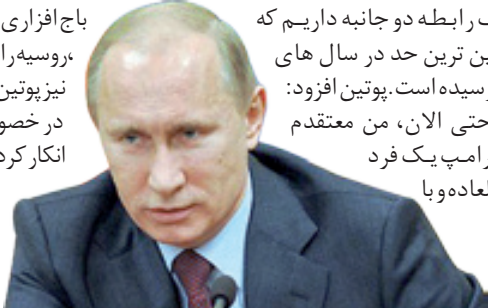 رابطه دو جانبه داریم که
ین ترین حد در سال های
رسیده است. پوتین افزود:
حتی الان، من معتقدم
رامپ یک فرد
لعاده و با
باج افزاری
،روسیه را
نیز پوتین
در خصو
انکار کرد